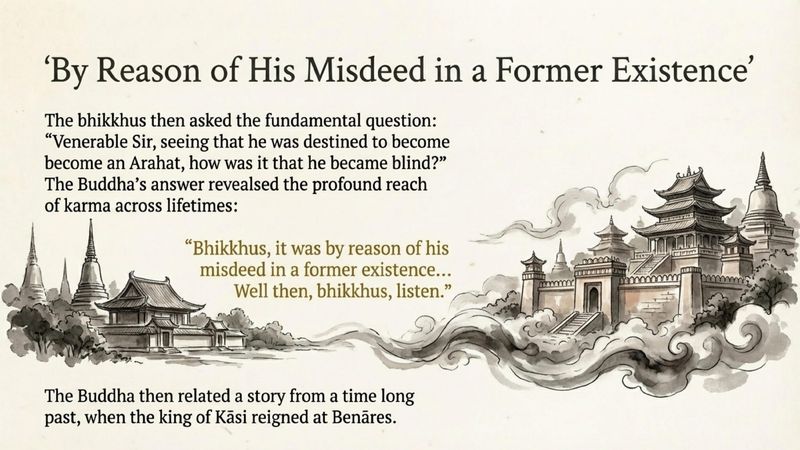 ‘By Reason of His Misdeed in a Former Existence’
The bhikkhus then asked the fundamental question:
“Venerable Sir, seeing that he was destined to become
become an Arahat, how was it that he became blind?”
The Buddha’s answer revealsed the profound reach
of karma across lifetimes:
“Bhikkhus, it was by reason of his
misdeed in a former existence...
Well then, bhikkhus, listen.”
The Buddha then related a story from a time long
past, when the king of Kāsi reigned at Benāres.